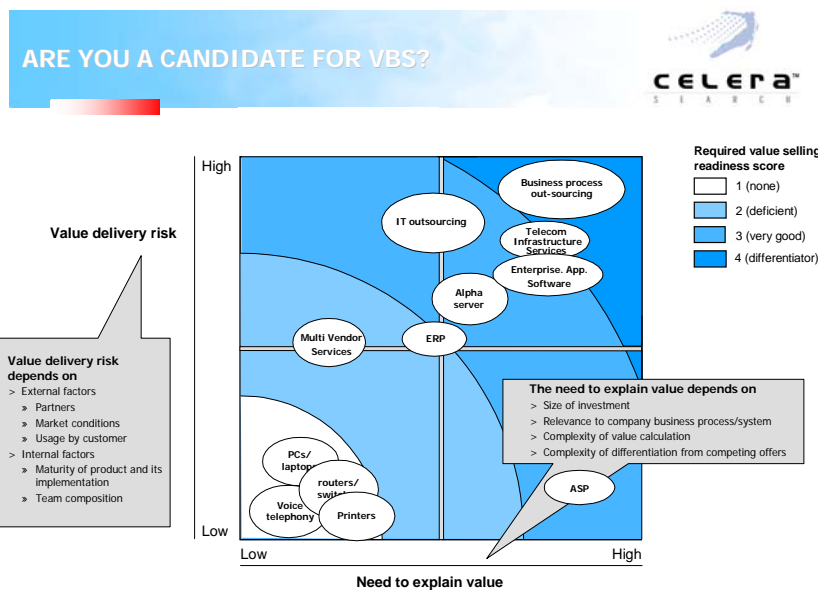 ARE YOU A CANDIDATE FOR VBS?
CELERA™
SEARCH
Required value selling
readiness score
1 (none)
2 (deficient)
3 (very good)
4 (differentiator)
High
Value delivery risk
Business process
out-sourcing
IT outsourcing
Telecom
Infrastructure
Services
Enterprise. App.
Software
Alpha
server
ERP
Multi Vendor
Services
Value delivery risk
depends on
> External factors
» Partners
» Market conditions
» Usage by customer
> Internal factors
» Maturity of product and its
implementation
» Team composition
The need to explain value depends on
> Size of investment
> Relevance to company business process/system
> Complexity of value calculation
> Complexity of differentiation from competing offers
PCs/
routers/
Voice
telephony
Printers
ASP
Low
Low
High
Need to explain value